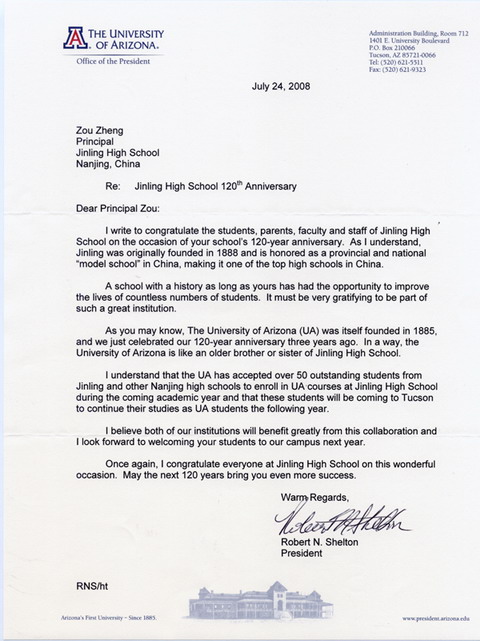 THE UNIVERSITY
OF ARIZONA.
Office of the President
Administration Building, Room 712
1401 E. University Boulevard
P.O. Box 210066
Tucson, AZ 85721-0066
Tel: (520) 621-5511
Fax: (520) 621-9323
July 24, 2008
Zou Zheng
Principal
Jinling High School
Nanjing, China
Re: Jinling High School 120th Anniversary
Dear Principal Zou:
I write to congratulate the students, parents, faculty and staff of Jinling High
School on the occasion of your school's 120-year anniversary. As I understand,
Jinling was originally founded in 1888 and is honored as a provincial and national
"model school" in China, making it one of the top high schools in China.
A school with a history as long as yours has had the opportunity to improve
the lives of countless numbers of students. It must be very gratifying to be part of
such a great institution.
As you may know, The University of Arizona (UA) was itself founded in 1885,
and we just celebrated our 120-year anniversary three years ago. In a way, the
University of Arizona is like an older brother or sister of Jinling High School.
I understand that the UA has accepted over 50 outstanding students from
Jinling and other Nanjing high schools to enroll in UA courses at Jinling High School
during the coming academic year and that these students will be coming to Tucson
to continue their studies as UA students the following year.
I believe both of our institutions will benefit greatly from this collaboration and
I look forward to welcoming your students to our campus next year.
Once again, I congratulate everyone at Jinling High School on this wonderful
occasion. May the next 120 years bring you even more success.
Warm Regards,
Robert N Shelton
Robert N. Shelton
President
RNS/ht
Arizona's First University – Since 1885.
www.president.arizona.edu